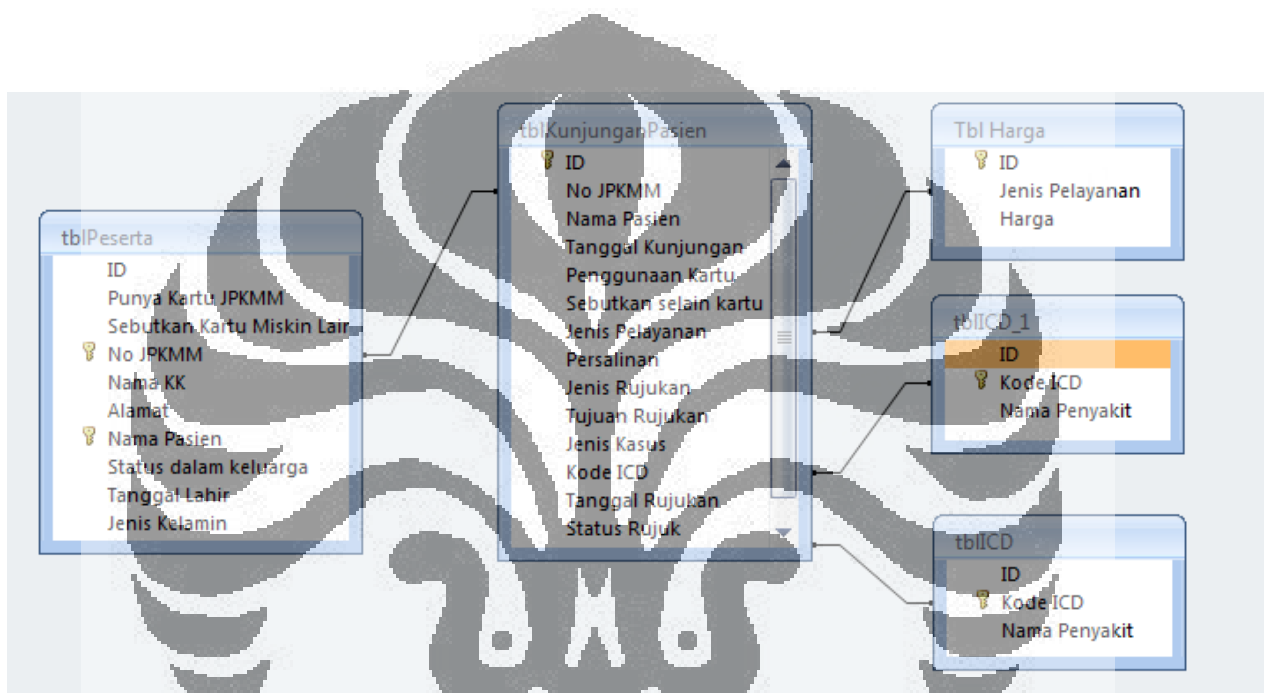 tblPeserta
ID
Punya Kartu JPKMM
Sebutkan Kartu Miskin Lair
No JPKMM
Nama KK
Alamat
Nama Pasien
Status dalam keluarga
Tanggal Lahir
Jenis Kelamin
tblKunjunganPasien
ID
No JPKMM
Nama Pasien
Tanggal Kunjungan
Penggunaan Kartu
Sebutkan selain kartu
Jenis Pelayanan
Persalinan
Jenis Rujukan
Tujuan Rujukan
Jenis Kasus
Kode ICD
Tanggal Rujukan
Status Rujuk
Tbl Harga
ID
Jenis Pelayanan
Harga
tblICD_1
ID
Kode ICD
Nama Penyakit
tblICD
ID
Kode ICD
Nama Penyakit